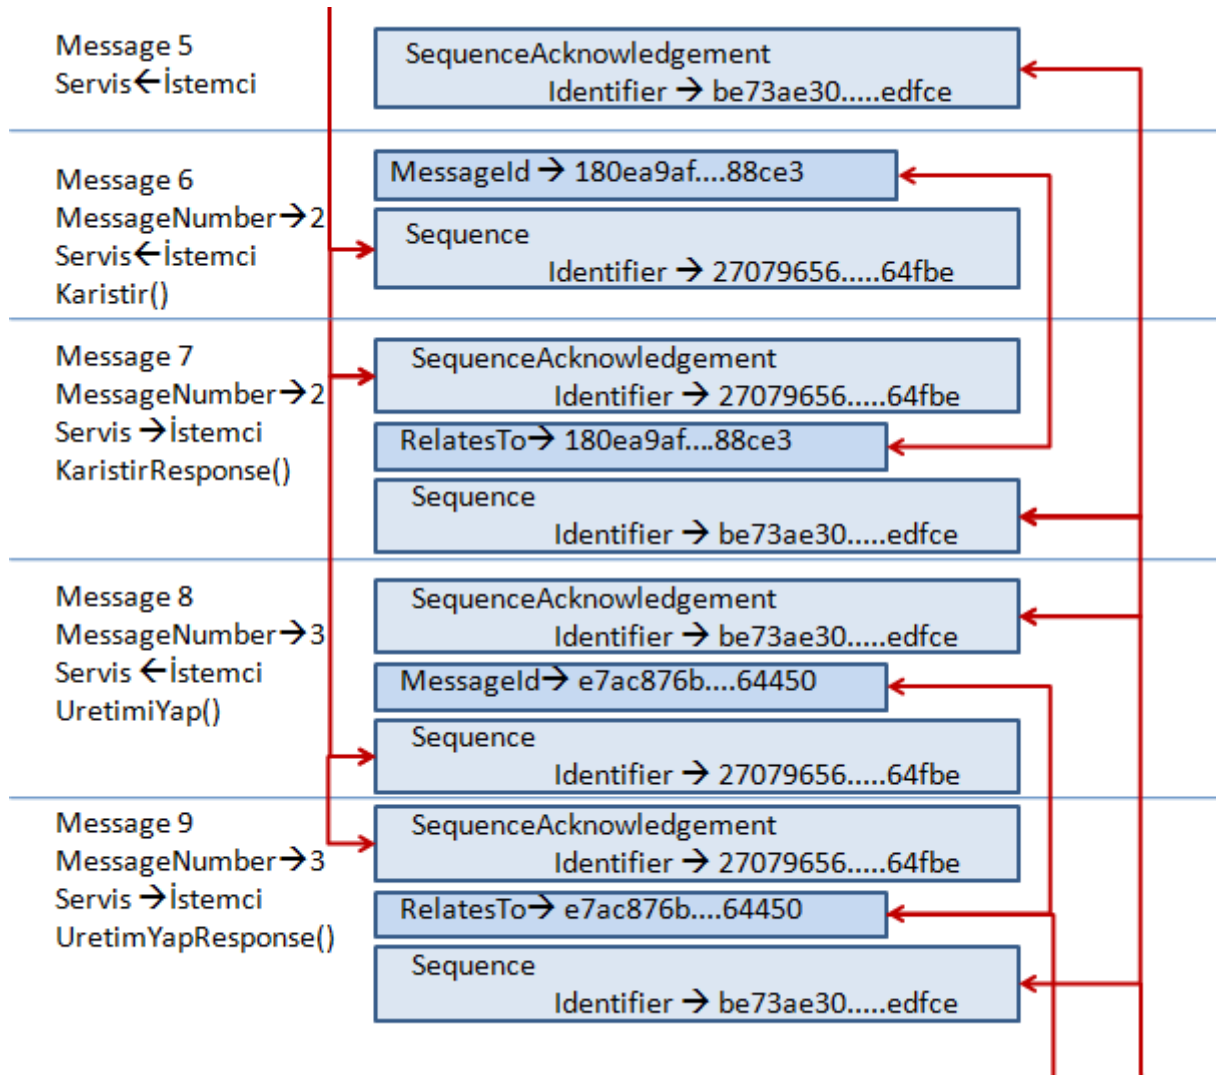 Message 5
Servis←İstemci
SequenceAcknowledgement
Identifier → be73ae30.....edfce
Message 6
MessageNumber→2
Servis←İstemci
Karistir()
MessageId → 180ea9af....88ce3
Sequence
Identifier → 27079656.....64fbe
Message 7
MessageNumber→2
Servis →İstemci
KaristirResponse()
SequenceAcknowledgement
Identifier → 27079656.....64fbe
RelatesTo→ 180ea9af....88ce3
Sequence
Identifier → be73ae30.....edfce
Message 8
MessageNumber→3
Servis ←İstemci
UretimiYap()
SequenceAcknowledgement
Identifier → be73ae30.....edfce
MessageId→ e7ac876b....64450
Sequence
Identifier → 27079656.....64fbe
Message 9
MessageNumber→3
Servis →İstemci
UretimYapResponse()
SequenceAcknowledgement
Identifier → 27079656.....64fbe
RelatesTo→ e7ac876b....64450
Sequence
Identifier → be73ae30.....edfce